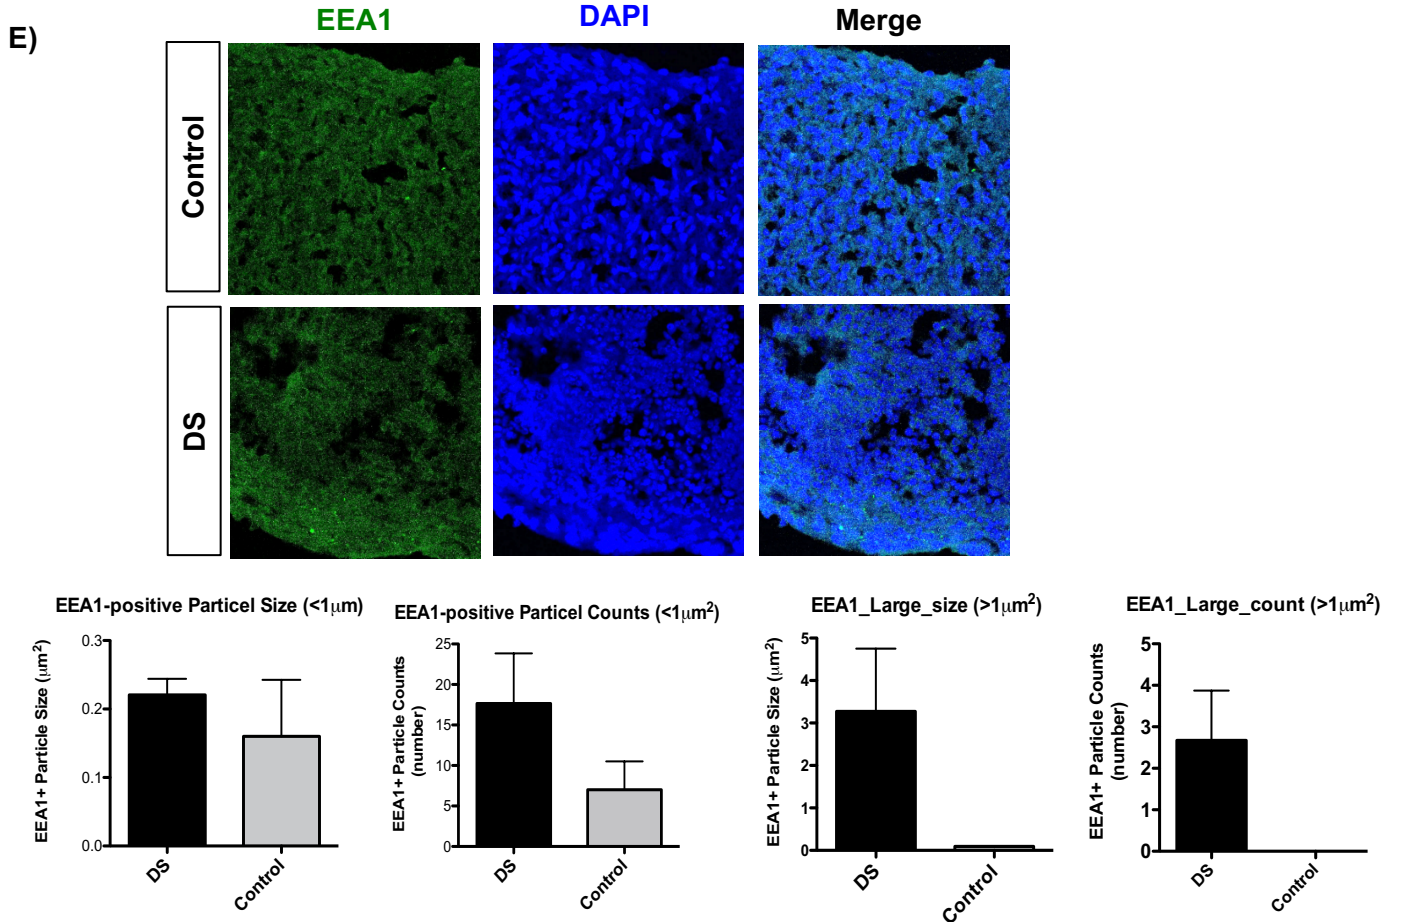 E)
EEA1
DAPI
Merge
Control
DS
EEA1-positive Particel Size (<1μm)
EEA1+ Particle Size (μm²)
0.3
0.2
0.1
0.0
DS
Control
EEA1-positive Particel Counts (<1μm²)
EEA1+ Particle Counts
(number)
25
20
15
10
5
0
DS
Control
EEA1_Large_size (>1μm²)
EEA1+ Particle Size (μm²)
5
4
3
2
1
0
DS
Control
EEA1_Large_count (>1μm²)
EEA1+ Particle Counts
(number)
5
4
3
2
1
0
DS
Control